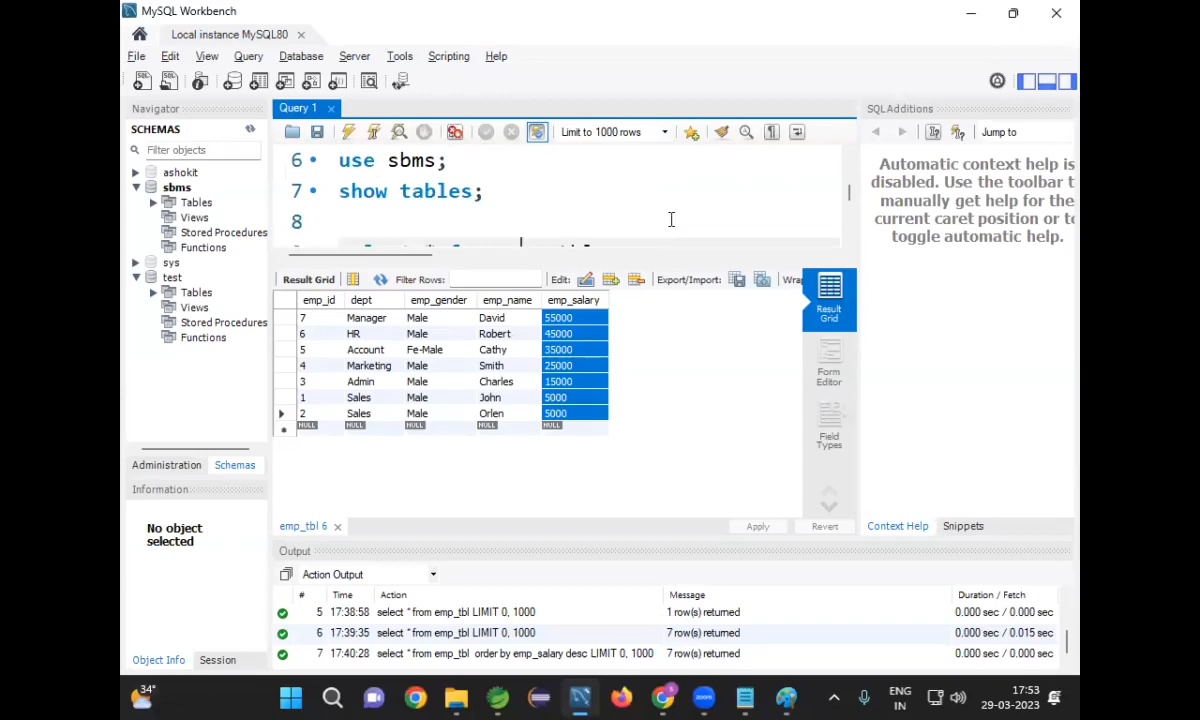 MySQL Workbench
Local instance MySQL80
File Edit View Query Database Server Tools Scripting Help
Navigator
SCHEMAS
Filter objects
ashokit
sbms
Tables
Views
Stored Procedures
Functions
sys
test
Tables
Views
Stored Procedures
Functions
Administration Schemas
Information
No object
selected
Object Info Session
Query 1
Limit to 1000 rows
6 use sbms;
7 show tables;
8
Result Grid Filter Rows: Edit: Export/Import: Wrap
emp_id dept emp_gender emp_name emp_salary
7 Manager Male David 55000
6 HR Male Robert 45000
5 Account Fe-Male Cathy 35000
4 Marketing Male Smith 25000
3 Admin Male Charles 15000
1 Sales Male John 5000
2 Sales Male Orlen 5000
NULL NULL NULL NULL NULL
Result
Grid
Form
Editor
Field
Types
emp_tbl 6 Apply Revert
SQLAdditions
Jump to
Automatic context help is
disabled. Use the toolbar t
manually get help for the
current caret position or to
toggle automatic help.
Context Help Snippets
Output
Action Output
# Time Action Message Duration / Fetch
5 17:38:58 select * from emp_tbl LIMIT 0, 1000 1 row(s) returned 0.000 sec / 0.000 sec
6 17:39:35 select * from emp_tbl LIMIT 0, 1000 7 row(s) returned 0.000 sec / 0.015 sec
7 17:40:28 select * from emp_tbl order by emp_salary desc LIMIT 0, 1000 7 row(s) returned 0.000 sec / 0.000 sec
34°
ENG
IN
17:53
29-03-2023